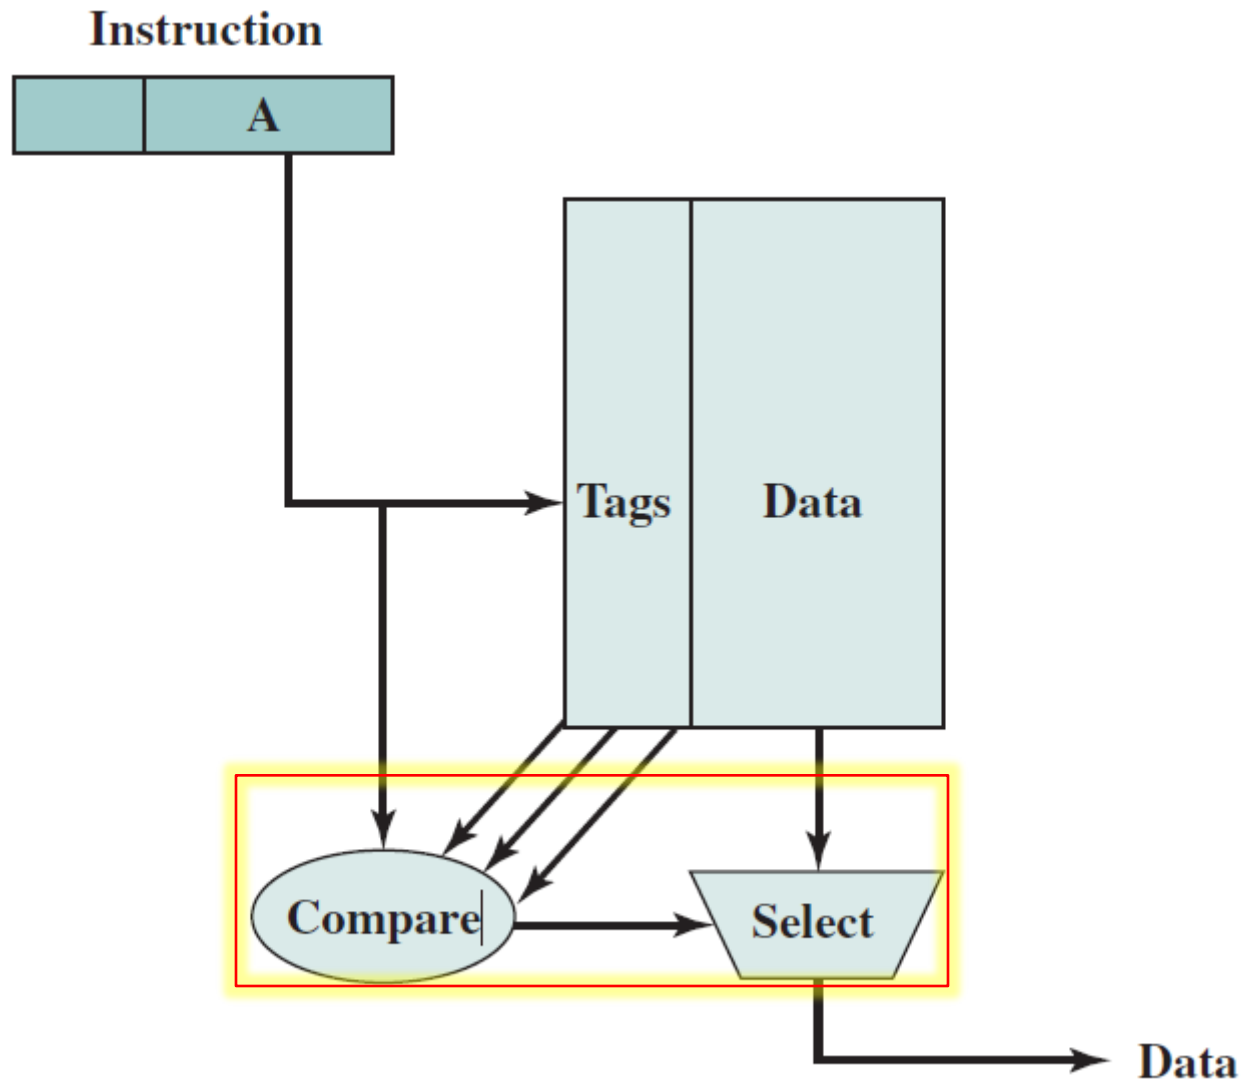 Instruction
A
Tags
Data
Compare
Select
Data